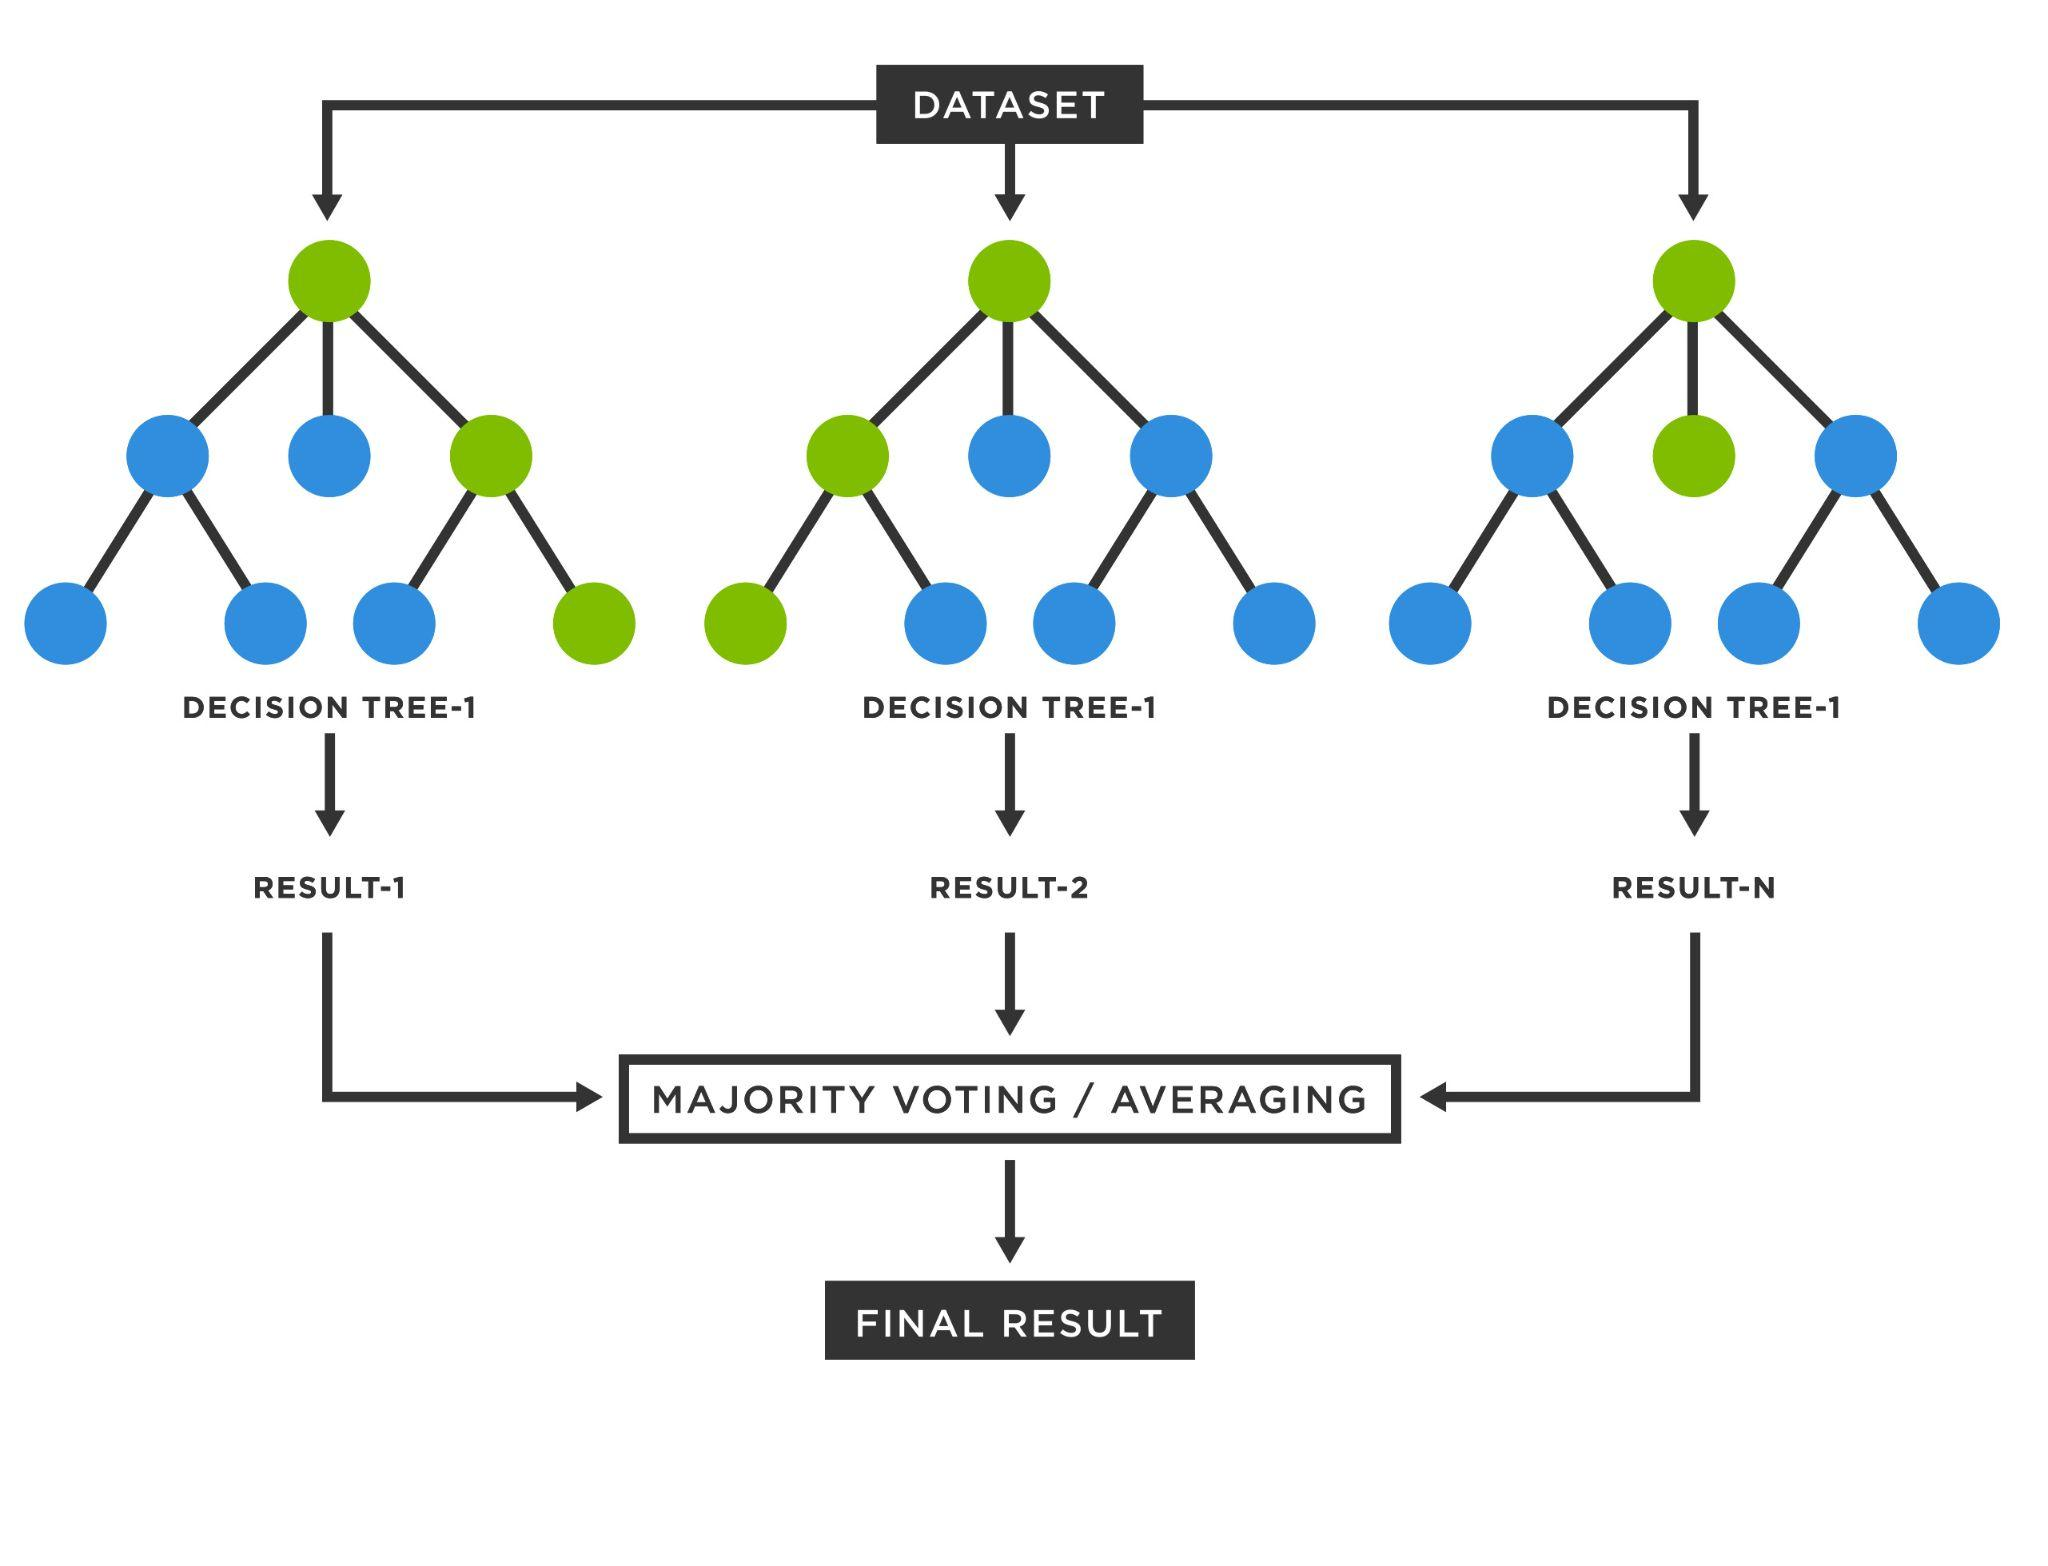 DATASET
DECISION TREE-1
DECISION TREE-1
DECISION TREE-1
RESULT-1
RESULT-2
RESULT-N
MAJORITY VOTING / AVERAGING
FINAL RESULT